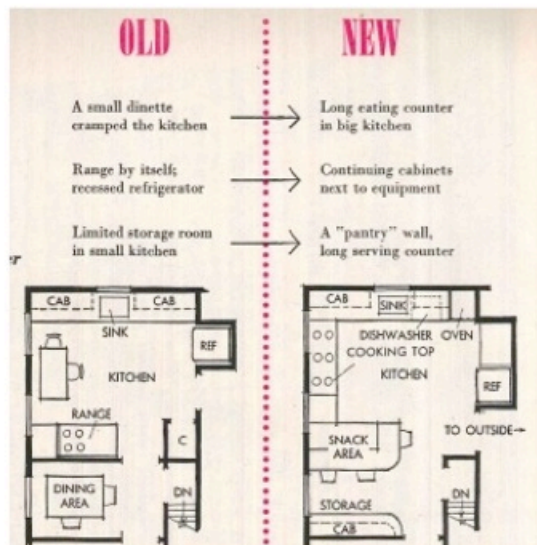 OLD
A small dinette
cramped the kitchen
Range by itself;
recessed refrigerator
Limited storage room
in small kitchen
NEW
Long eating counter
in big kitchen
Continuing cabinets
next to equipment
A "pantry" wall,
long serving counter
CAB
CAB
SINK
REF
KITCHEN
RANGE
C
DINING
AREA
DN
CAB
SINK
DISHWASHER
OVEN
COOKING TOP
KITCHEN
REF
TO OUTSIDE
SNACK
AREA
STORAGE
DN
CAB